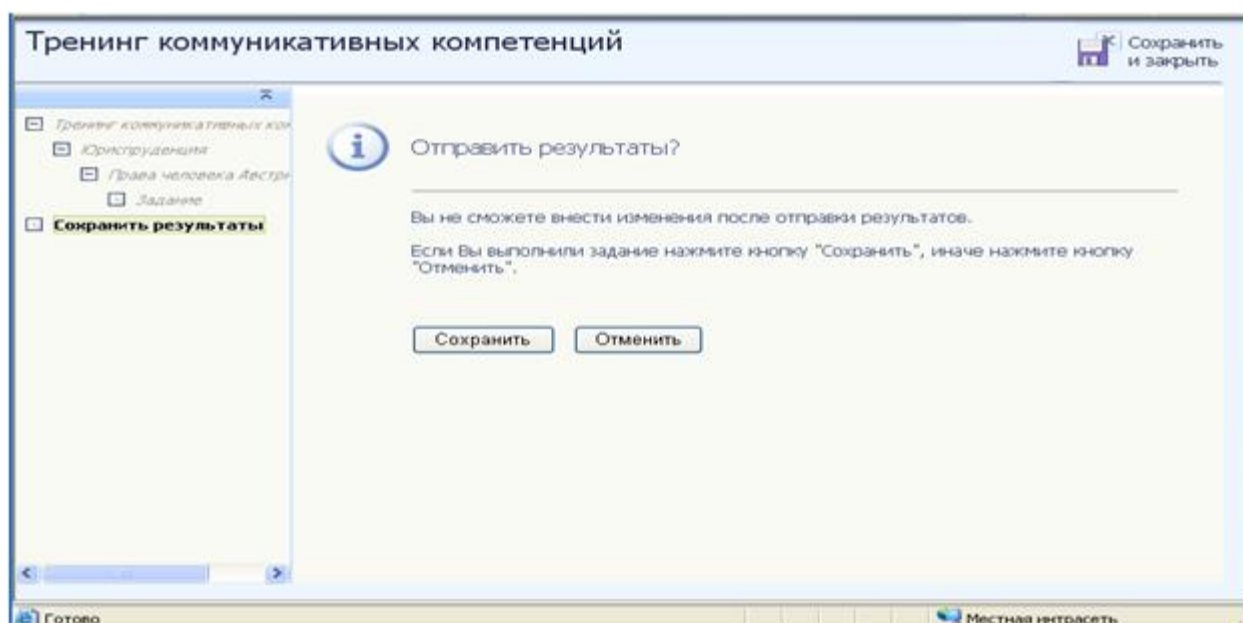 Тренинг коммуникативных компетенций
Сохранить
и закрыть
Тренинг коммуникативных ком
Юриспруденция
Права человека Австри
Задание
Сохранить результаты
Отправить результаты?
Вы не сможете внести изменения после отправки результатов.
Если Вы выполнили задание нажмите кнопку "Сохранить", иначе нажмите кнопку
"Отменить".
Сохранить
Отменить
Готово
Местная интрасеть